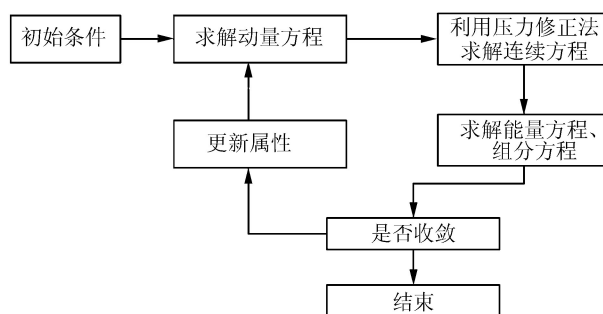 初始条件
求解动量方程
利用压力修正法
求解连续方程
更新属性
求解能量方程、
组分方程
是否收敛
结束